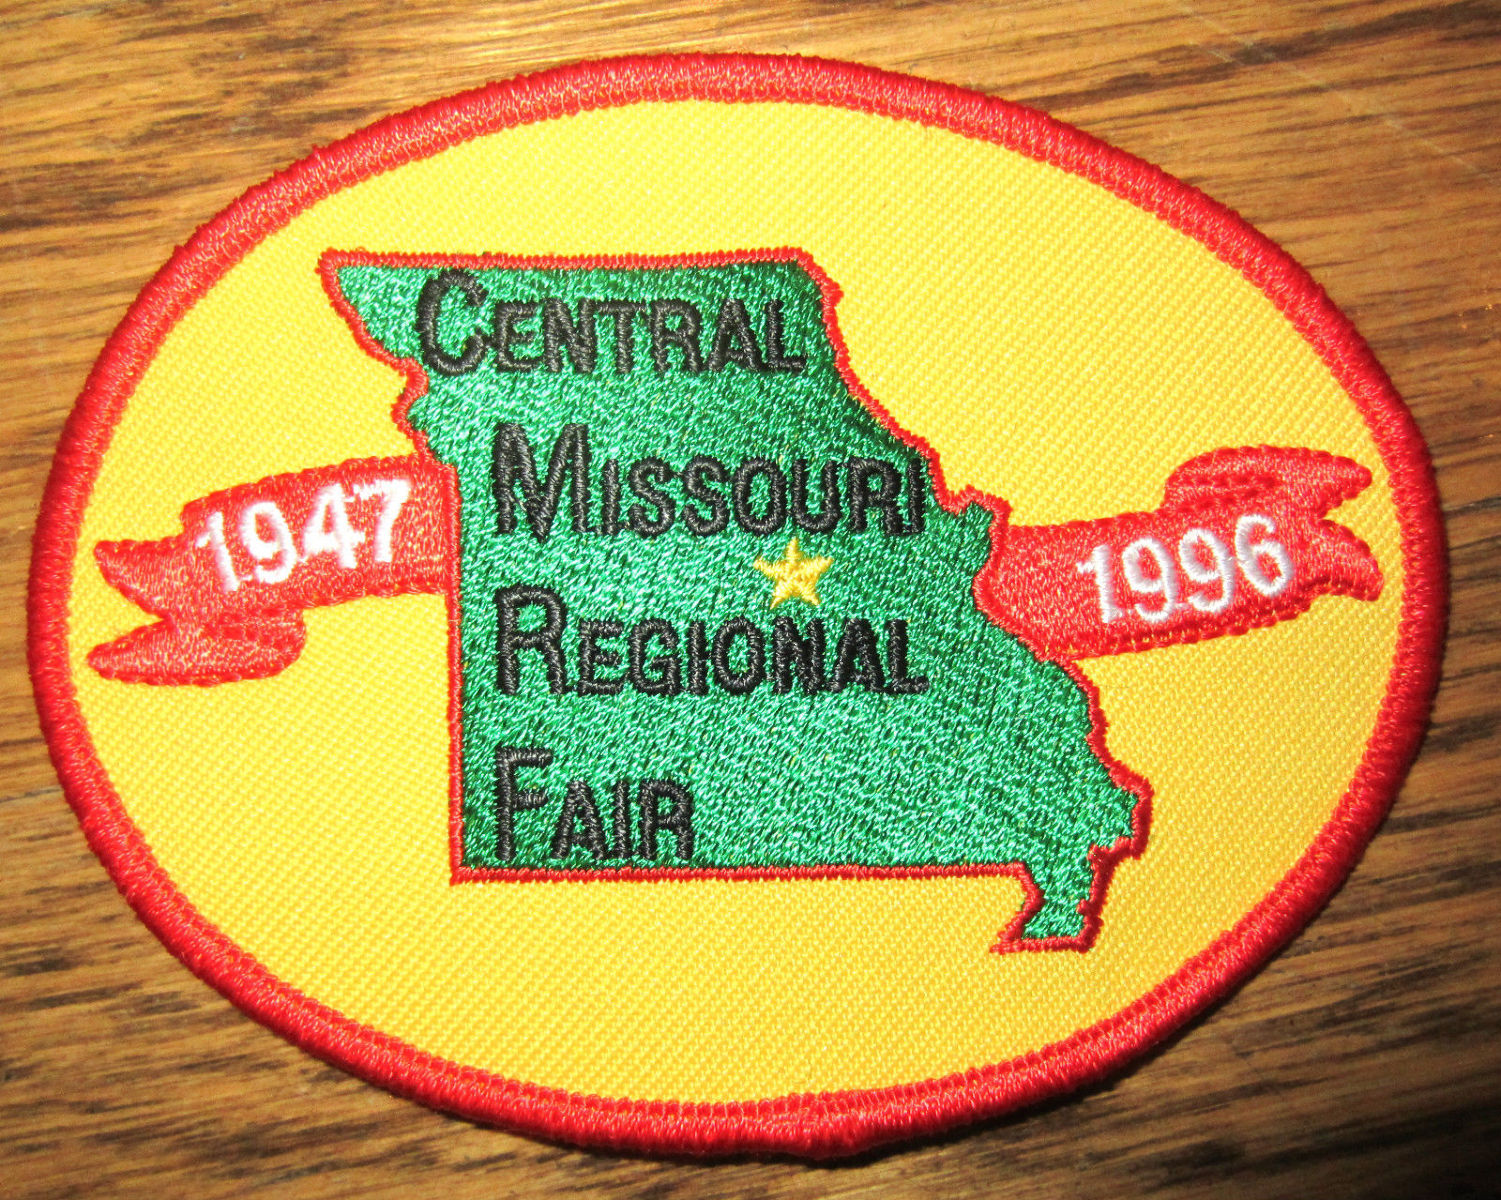 CENTRAL
MISSOURI
1947
1996
REGIONAL
FAIR